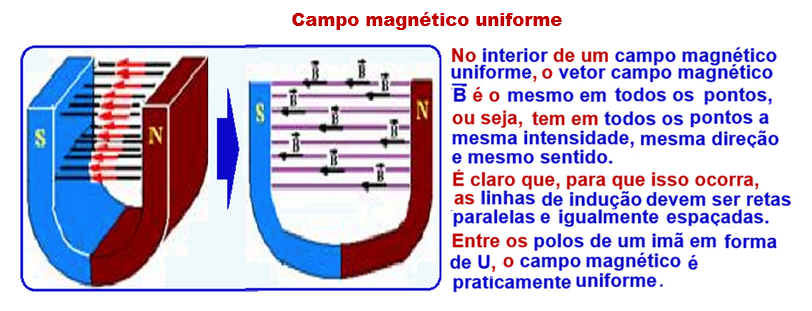 Campo magnético uniforme
No interior de um campo magnético
uniforme, o vetor campo magnético
B é o mesmo em todos os pontos,
ou seja, tem em todos os pontos a
mesma intensidade, mesma direção
e mesmo sentido.
É claro que, para que isso ocorra,
as linhas de indução devem ser retas
paralelas e igualmente espaçadas.
Entre os polos de um imã em forma
de U, o campo magnético é
praticamente uniforme.
S
N
S
N
B
B
B
B
B
B
B
B
B